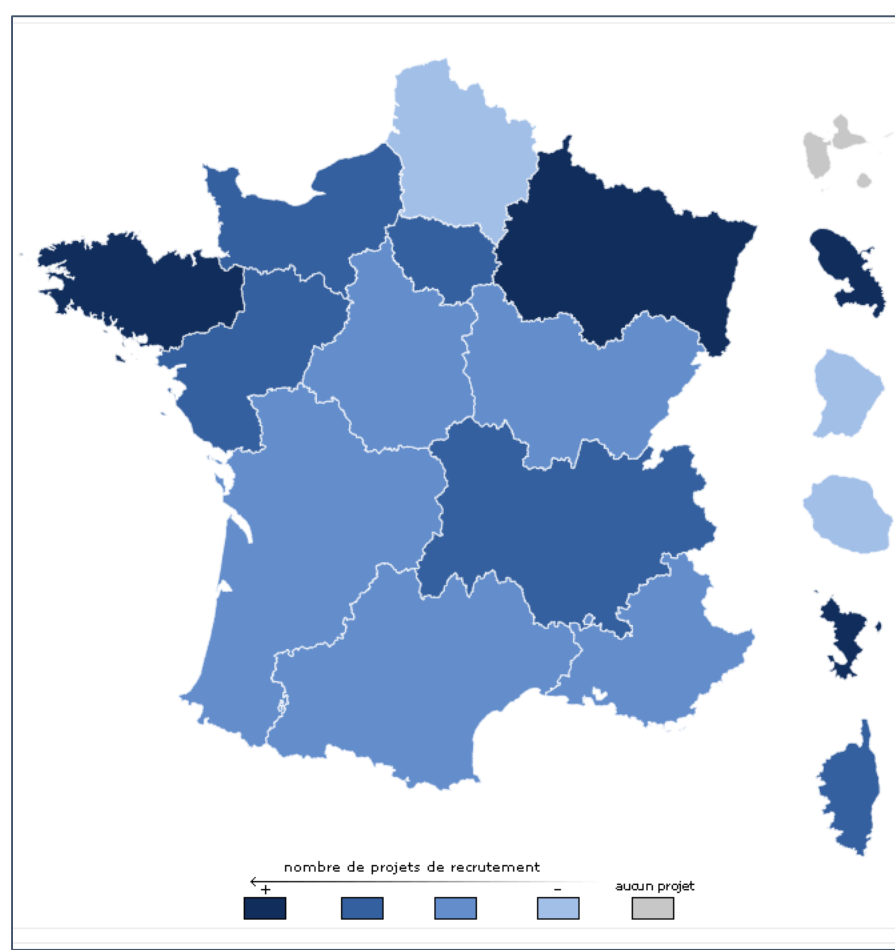 nombre de projets de recrutement
+ - aucun projet